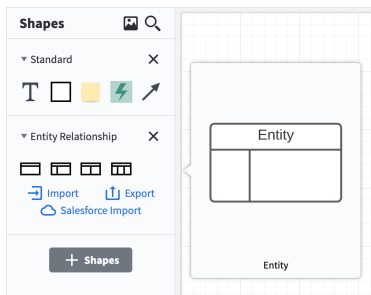 Shapes
Standard
T
Entity Relationship
Import Export
Salesforce Import
+ Shapes
Entity
Entity